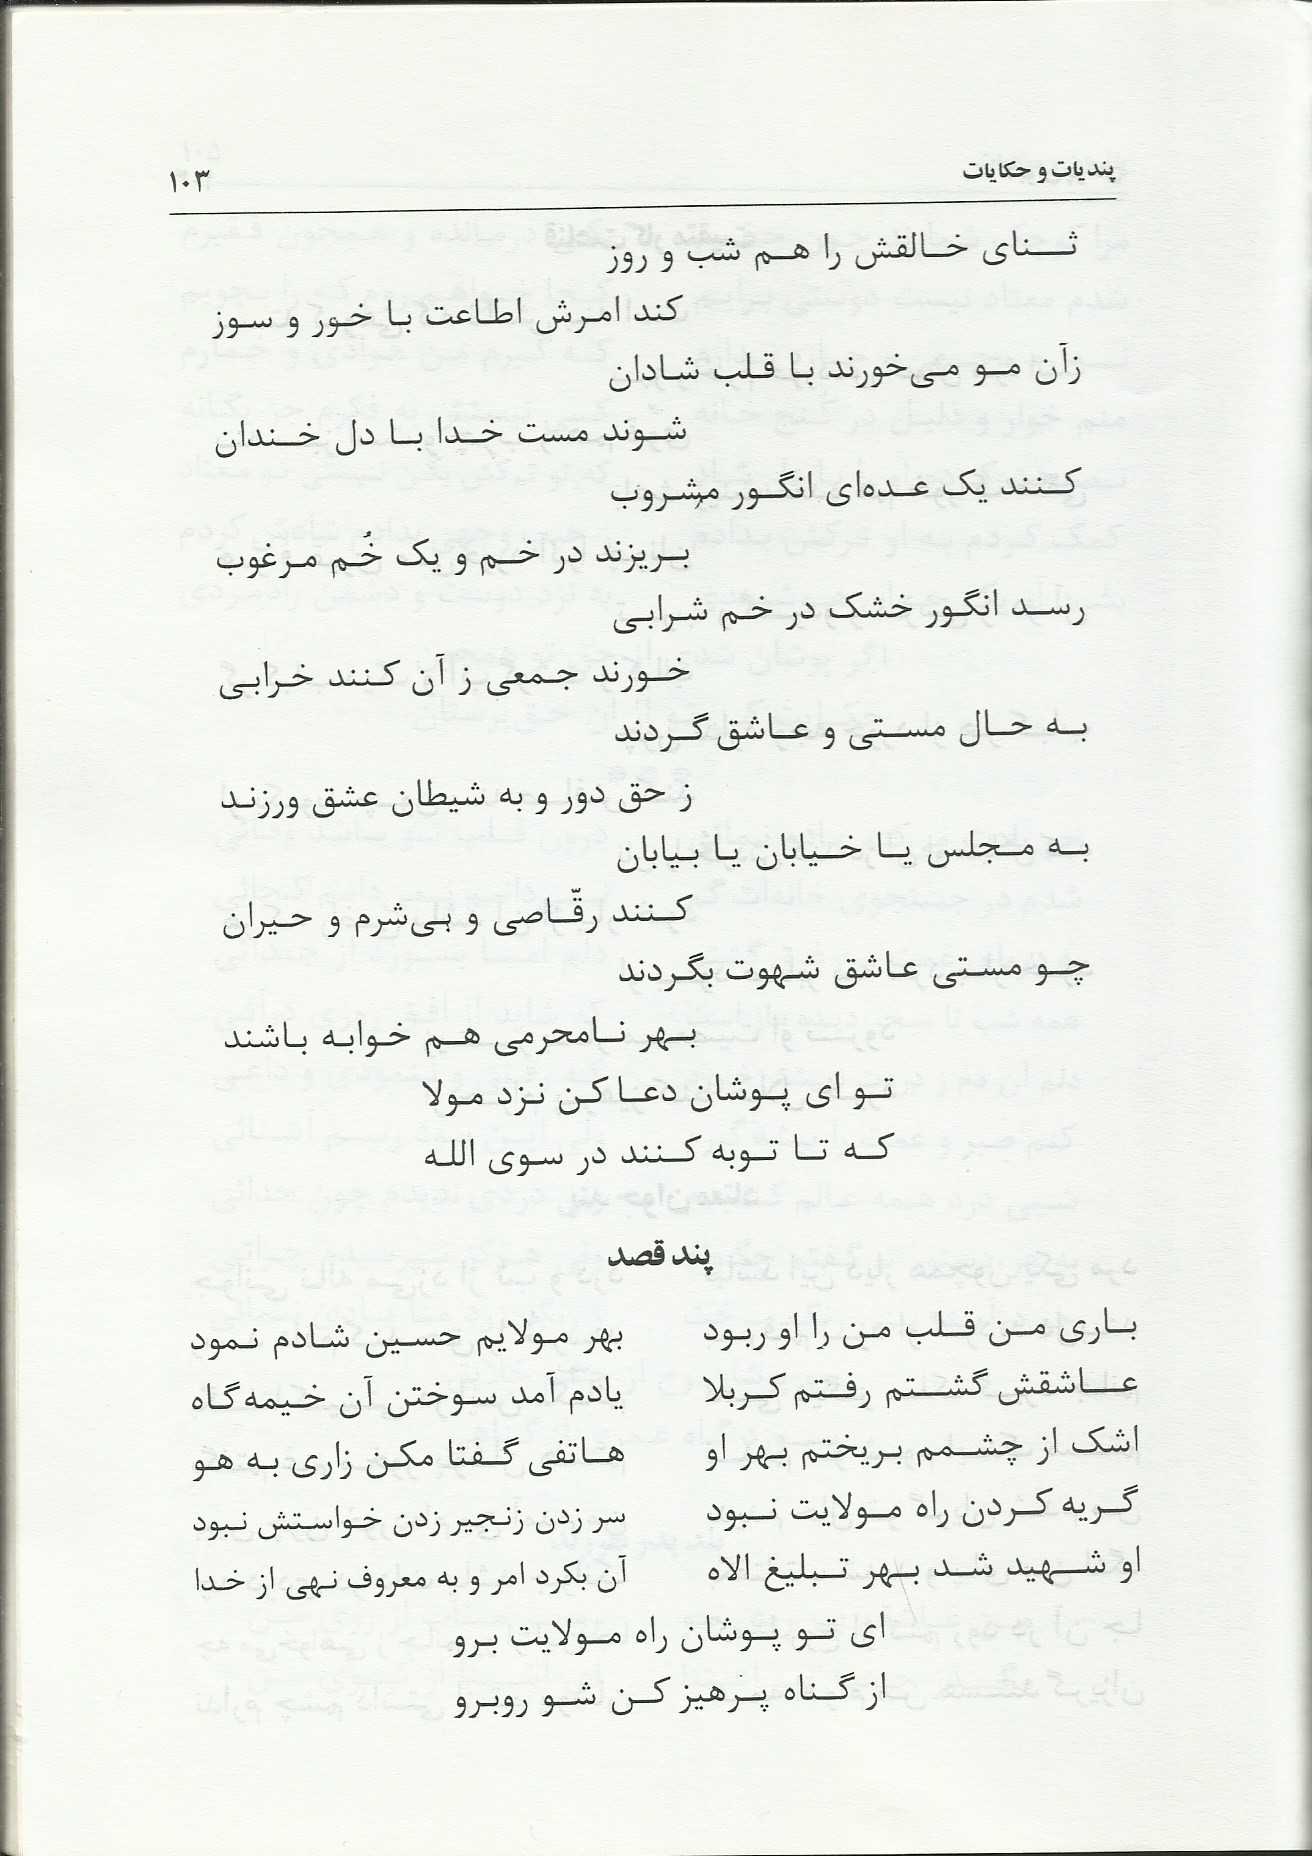 پندیات و حکایات ۱۰۳
ثنای خالقش را هم شب و روز
کند امرش اطاعت با خور و سوز
زآن مو می‌خورند با قلب شادان
شوند مست خدا با دل خندان
کنند یک عده‌ای انگور مشروب
بریزند در خم و یک خُم مرغوب
رسد انگور خشک در خم شرابی
خورند جمعی ز آن کنند خرابی
به حال مستی و عاشق گردند
ز حق دور و به شیطان عشق ورزند
به مجلس یا خیابان یا بیابان
کنند رقّاصی و بی‌شرم و حیران
چو مستی عاشق شهوت بگردند
بهر نامحرمی هم خوابه باشند
تو ای پوشان دعا کن نزد مولا
که تا توبه کنند در سوی الله
پند قصد
باری من قلب من را او ربود بهر مولایم حسین شادم نمود
عاشقش گشتم رفتم کربلا یادم آمد سوختن آن خیمه‌گاه
اشک از چشمم بریختم بهر او هاتفی گفتا مکن زاری به هو
گریه کردن راه مولایت نبود سر زدن زنجیر زدن خواستش نبود
او شهید شد بهر تبلیغ الاه آن بکرد امر و به معروف نهی از خدا
ای تو پوشان راه مولایت برو
از گناه پرهیز کن شو روبرو